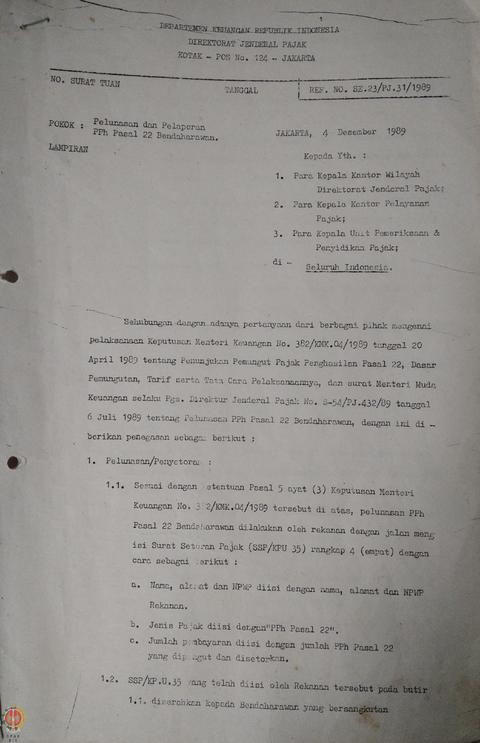 DEPARTEMEN KEUANGAN REPUBLIK INDONESIA
DIREKTORAT JENDERAL PAJAK
KOTAK - POS No. 124 - JAKARTA
NO. SURAT TUAN TANGGAL REF. NO. SE.23/PJ.31/1989
POKOK : Pelunasan dan Pelaporan
PPh Pasal 22 Bendaharawan.
LAMPIRAN
JAKARTA, 4 Desember 1989
Kepada Yth. :
1. Para Kepala Kantor Wilayah
Direktorat Jenderal Pajak;
2. Para Kepala Kantor Pelayanan
Pajak;
3. Para Kepala Unit Pemeriksaan &
Penyidikan Pajak;
di -
Seluruh Indonesia.
Sehubungan dengan adanya pertanyaan dari berbagai pihak mengenai
pelaksanaan Keputusan Menteri Keuangan No. 382/KMK.04/1989 tanggal 20
April 1989 tentang Penunjukan Pemungut Pajak Penghasilan Pasal 22, Dasar
Pemungutan, Tarif serta Tata Cara Pelaksanaannya, dan surat Menteri Muda
Keuangan selaku Pgs. Direktur Jenderal Pajak No. S-54/PJ.432/89 tanggal
6 Juli 1989 tentang Pelunasan PPh Pasal 22 Bendaharawan, dengan ini di -
berikan penegasan sebagai berikut :
1. Pelunasan/Penyetoran :
1.1. Sesuai dengan ketentuan Pasal 5 ayat (3) Keputusan Menteri
Keuangan No. 382/KMK.04/1989 tersebut di atas, pelunasan PPh
Pasal 22 Bendaharawan dilakukan oleh rekanan dengan jalan meng
isi Surat Setoran Pajak (SSP/KPU 35) rangkap 4 (empat) dengan
cara sebagai berikut :
a. Nama, alamat dan NPWP diisi dengan nama, alamat dan NPWP
Rekanan.
b. Jenis Pajak diisi dengan"PPh Pasal 22".
c. Jumlah pembayaran diisi dengan jumlah PPh Pasal 22
yang dipungut dan disetorkan.
1.2. SSP/KP.U.35 yang telah diisi oleh Rekanan tersebut pada butir
1.1. diserahkan kepada Bendaharawan yang bersangkutan